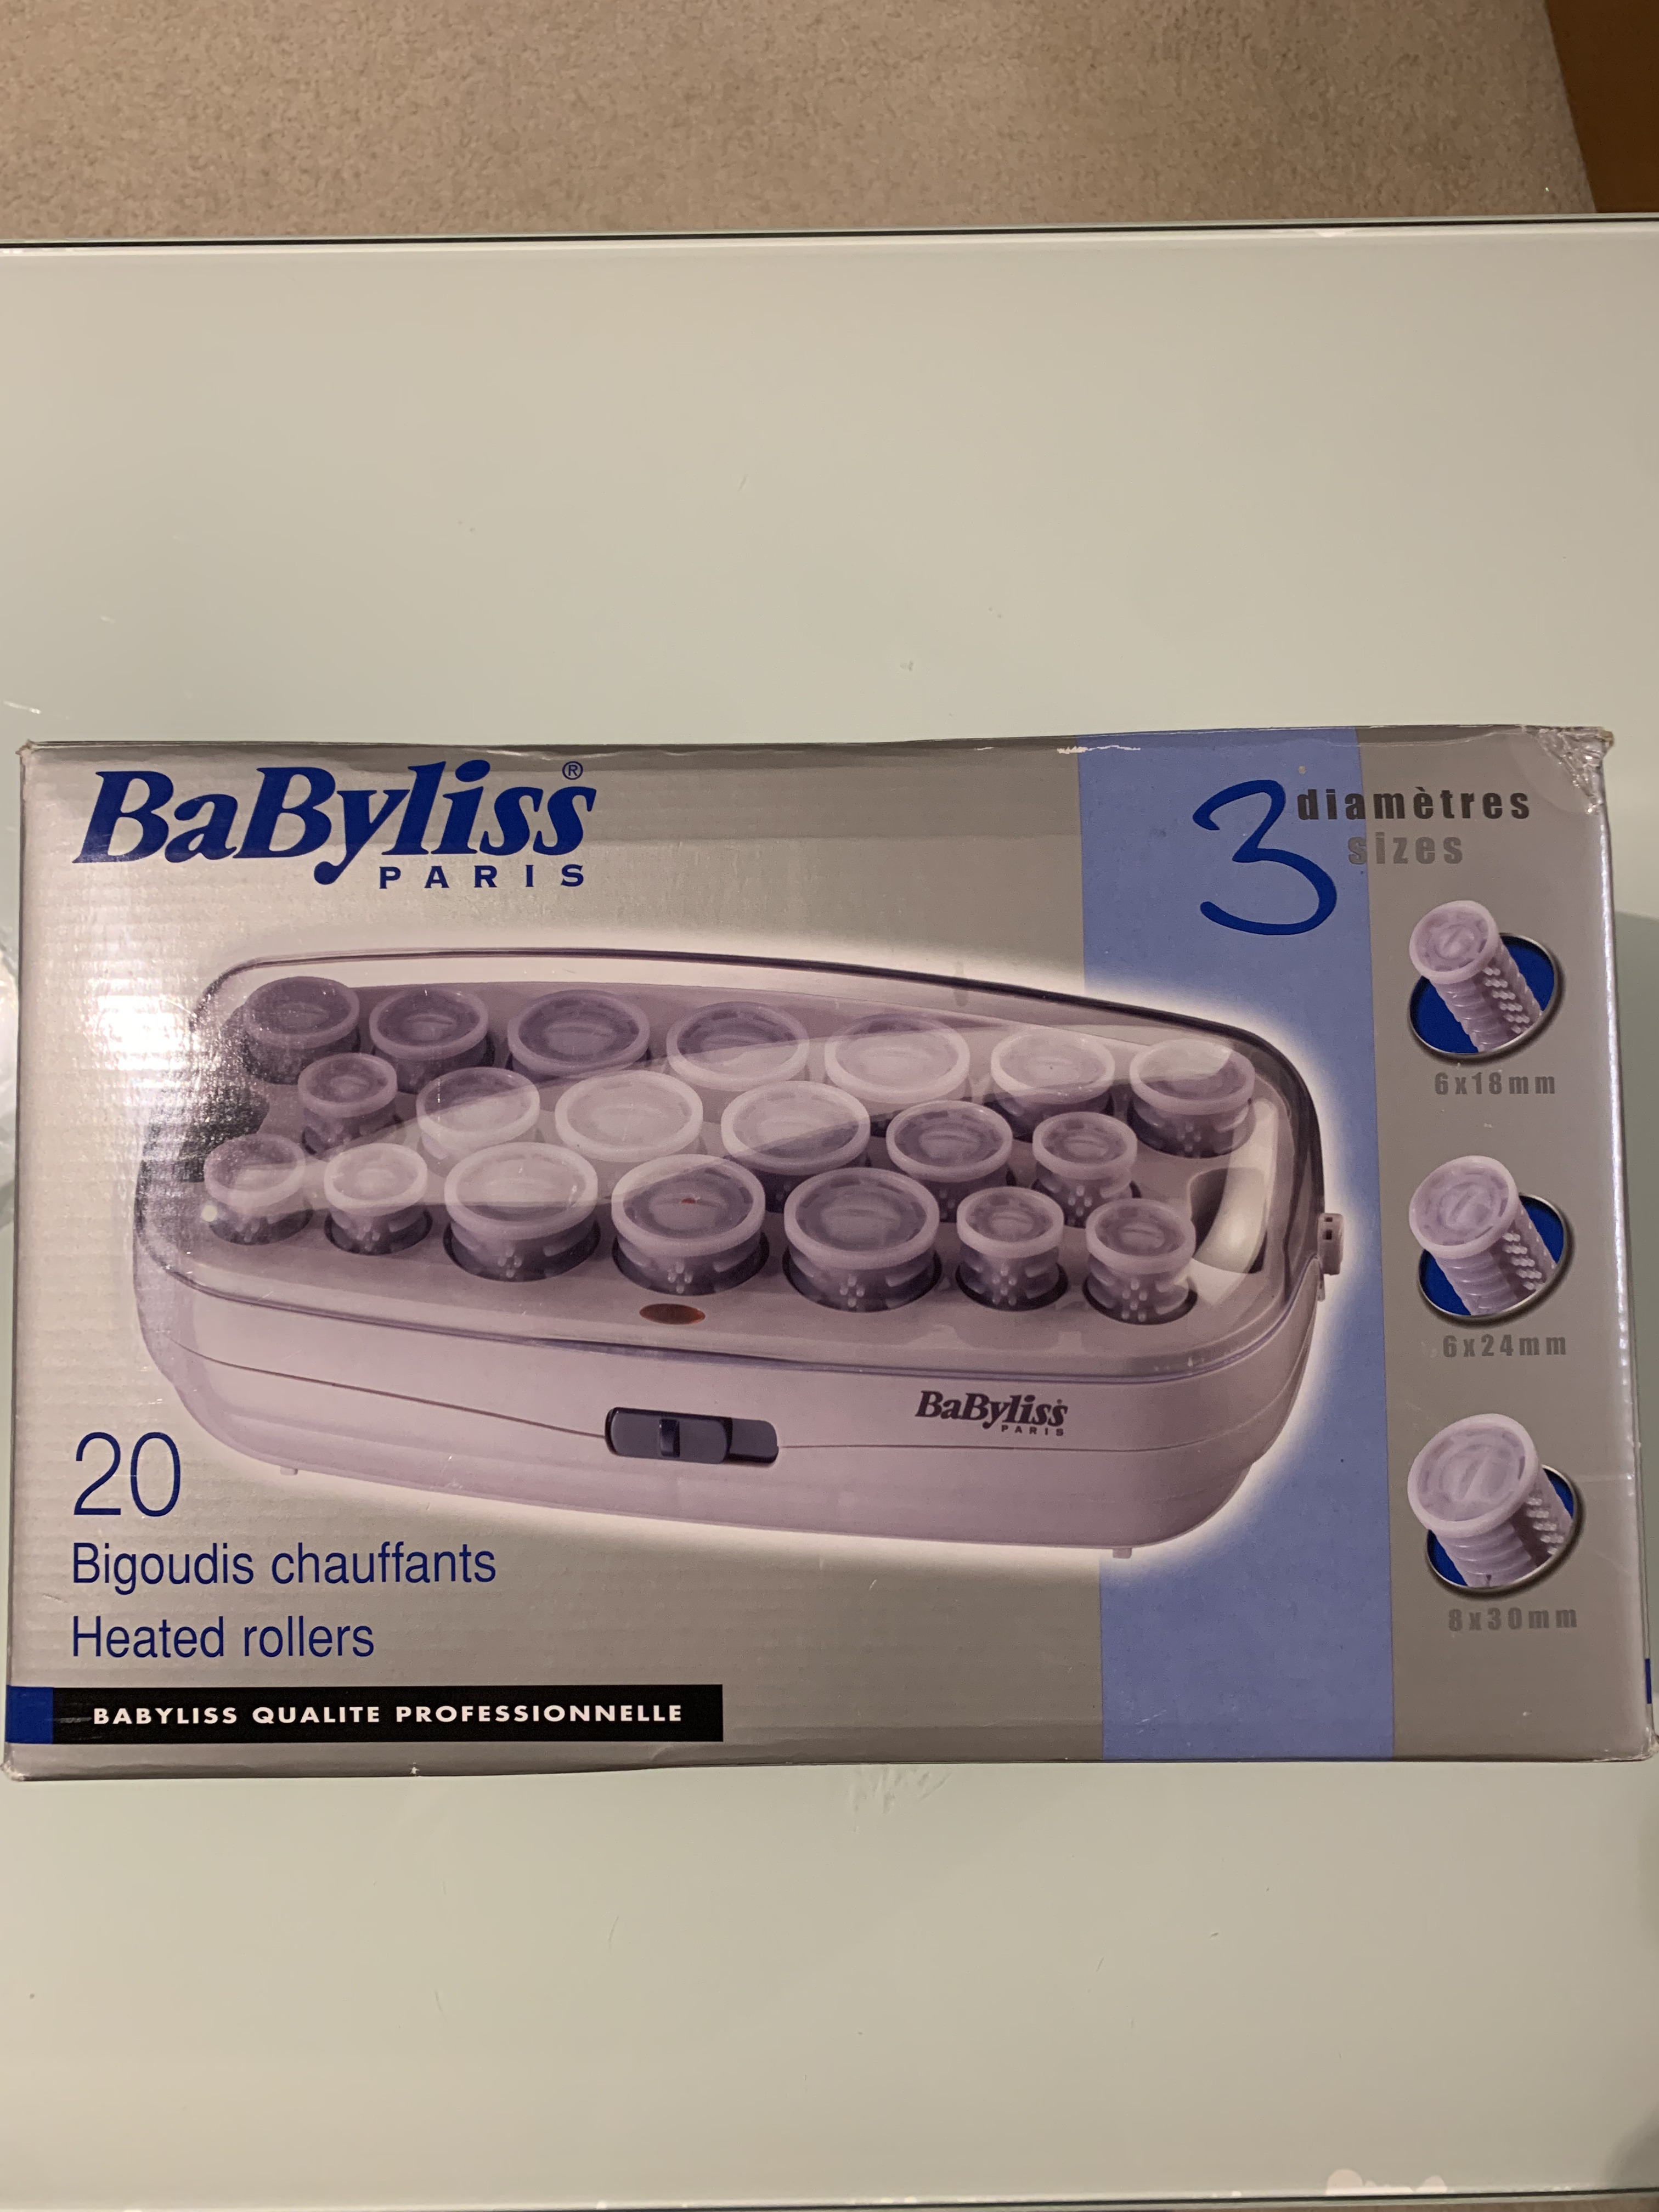 BaByliss®
PARIS
3 diamètres
sizes
6x18mm
6x24mm
8x30mm
BaByliss®
PARIS
20
Bigoudis chauffants
Heated rollers
BABYLISS QUALITE PROFESSIONNELLE